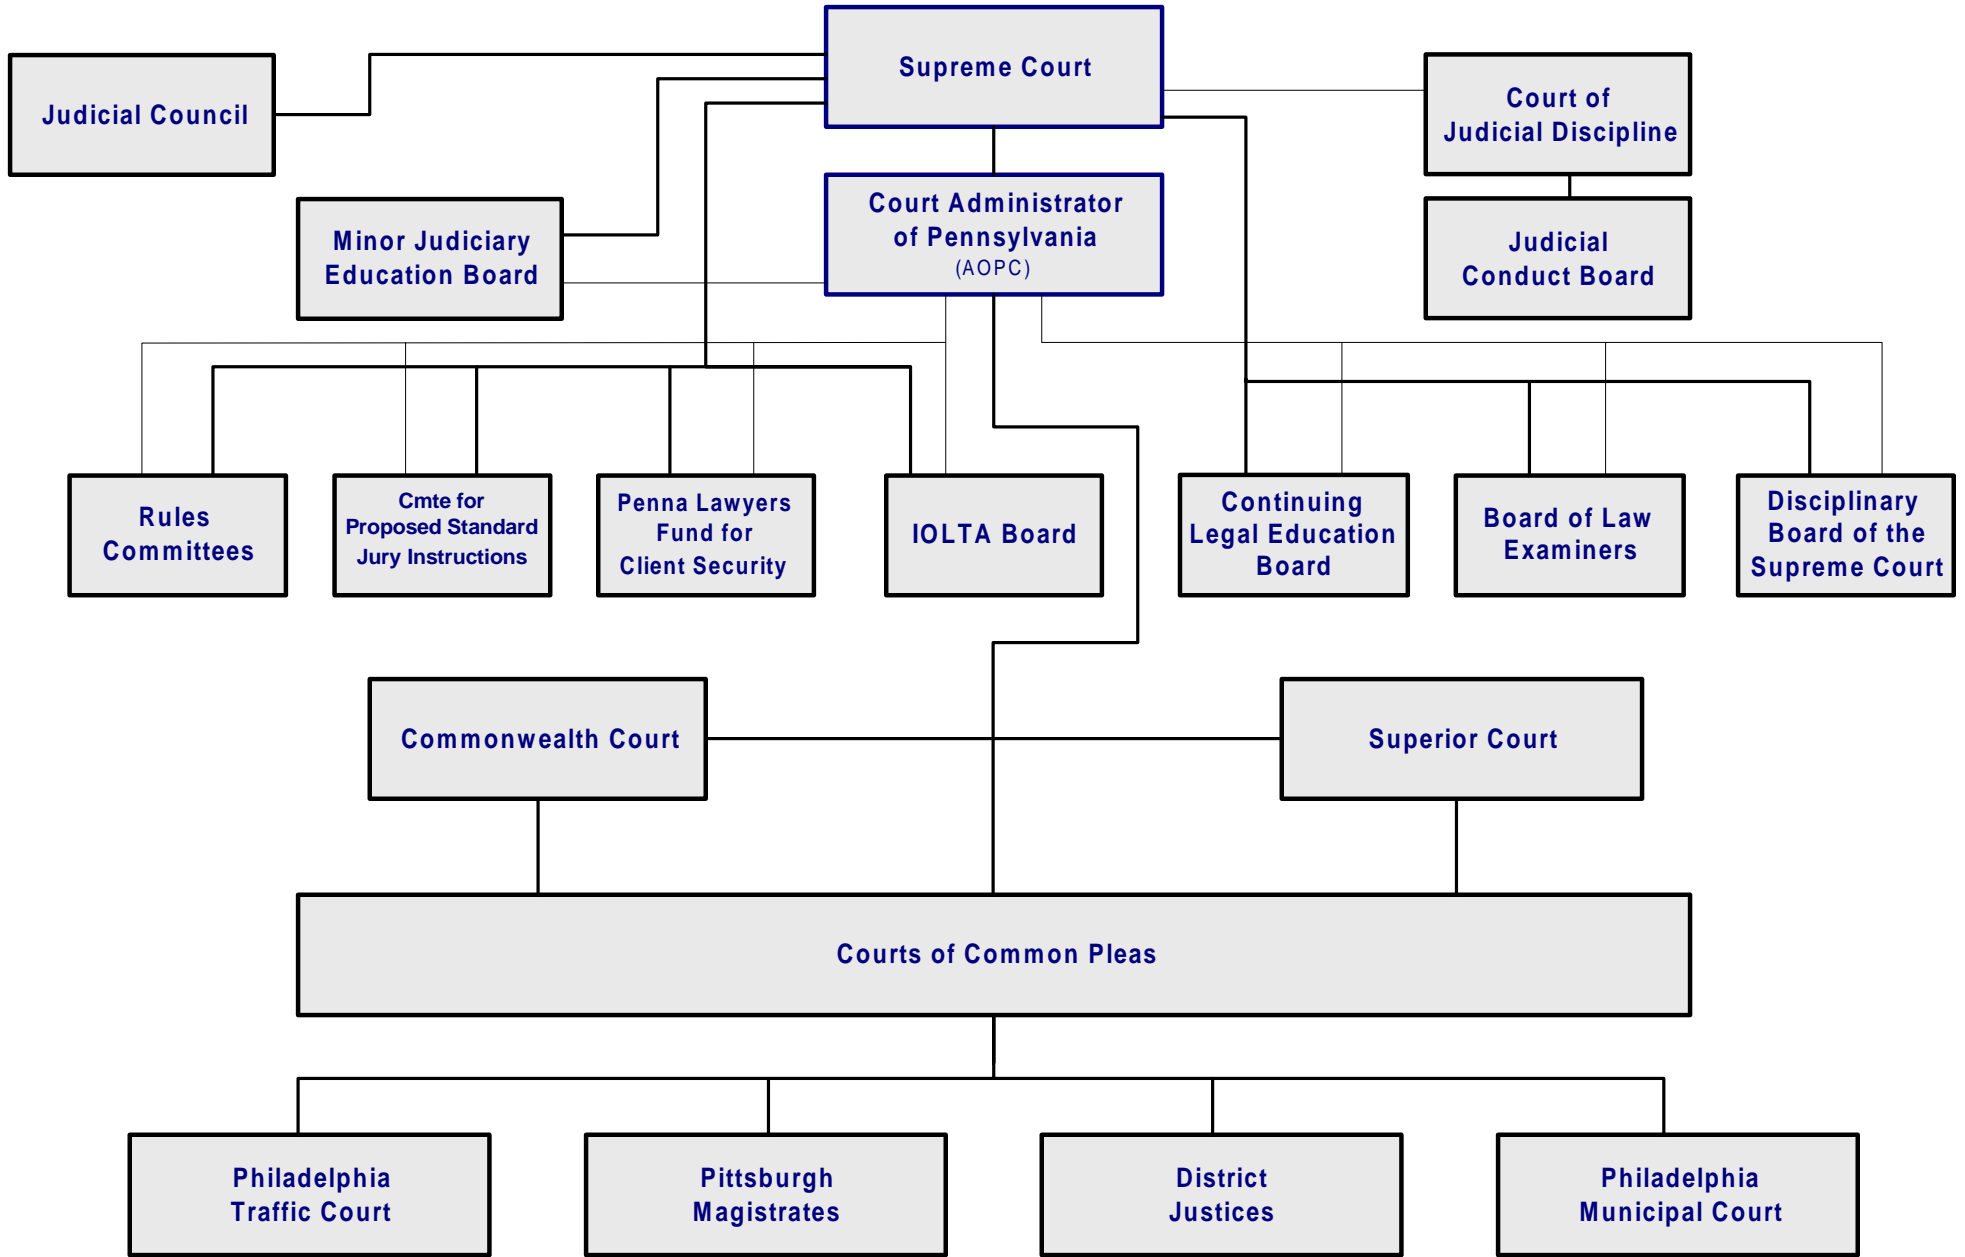 Supreme Court
Judicial Council
Court of
Judicial Discipline
Court Administrator
of Pennsylvania
(AOPC)
Minor Judiciary
Education Board
Judicial
Conduct Board
Rules
Committees
Cmte for
Proposed Standard
Jury Instructions
Penna Lawyers
Fund for
Client Security
IOLTA Board
Continuing
Legal Education
Board
Board of Law
Examiners
Disciplinary
Board of the
Supreme Court
Commonwealth Court
Superior Court
Courts of Common Pleas
Philadelphia
Traffic Court
Pittsburgh
Magistrates
District
Justices
Philadelphia
Municipal Court